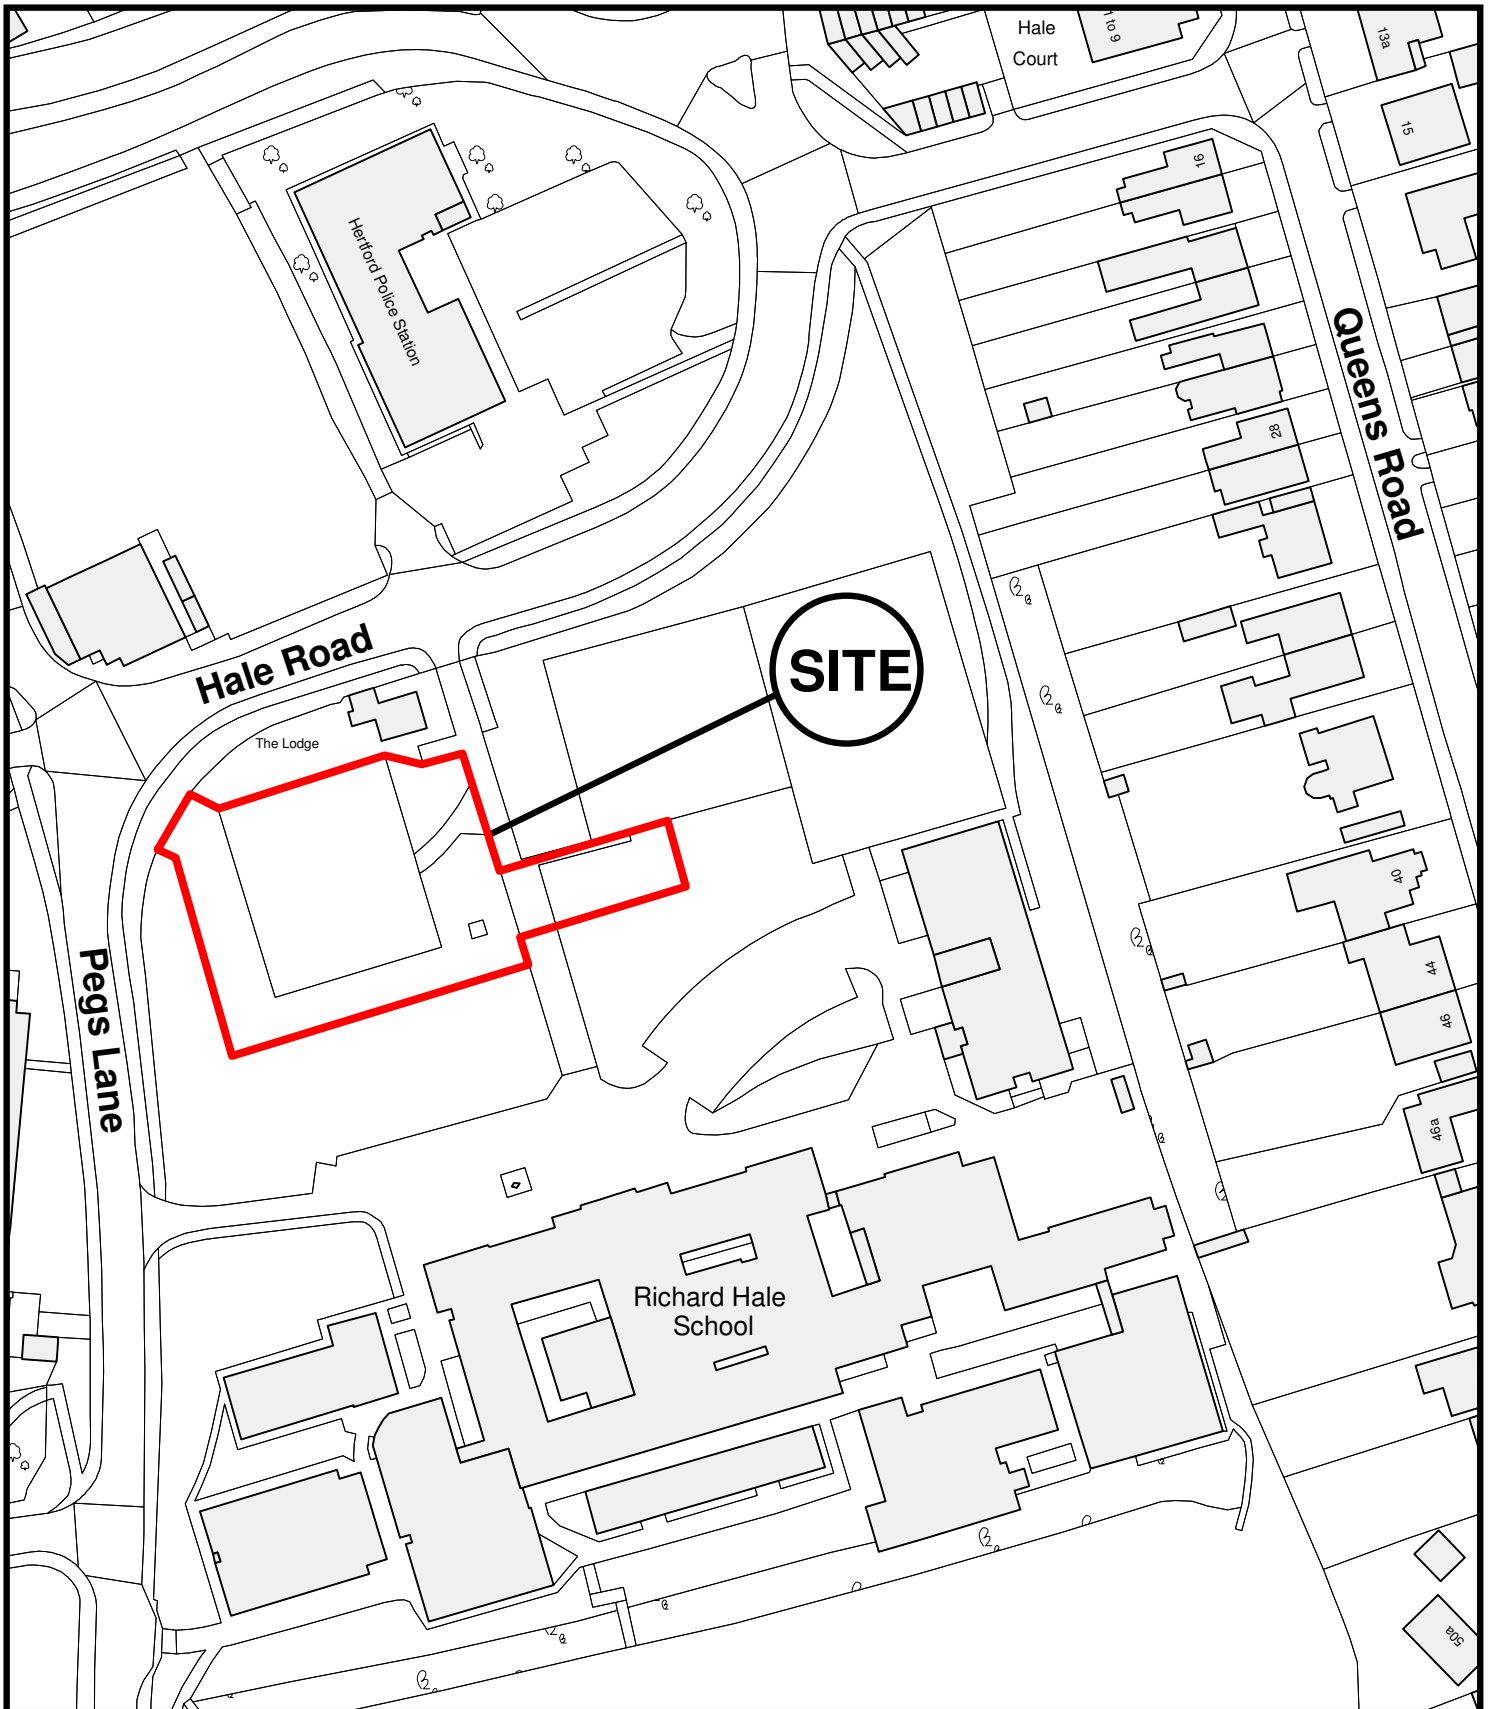 Hale
Court
1 to 9
13a
15
16
Hertford Police Station
Queens Road
28
Hale Road
SITE
The Lodge
40
Pegs Lane
44
46
46a
Richard Hale
School
50a